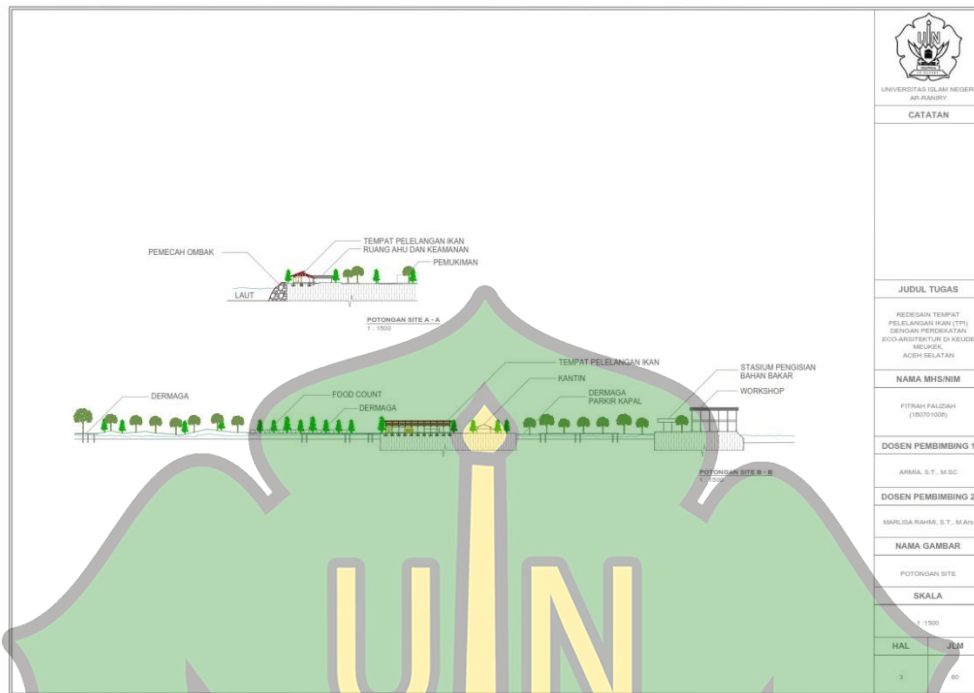 TEMPAT PELELANGAN IKAN
RUANG AHU DAN KEAMANAN
PEMECAH OMBAK
PEMUKIMAN
LAUT
POTONGAN SITE A - A
1 : 1500
TEMPAT PELELANGAN IKAN
STASIUM PENGISIAN
BAHAN BAKAR
KANTIN
WORKSHOP
DERMAGA
FOOD COUNT
DERMAGA
PARKIR KAPAL
DERMAGA
POTONGAN SITE B - B
1 : 1500
UIN
UIN
UNIVERSITAS ISLAM NEGERI
AR-RANIRY
CATATAN
JUDUL TUGAS
REDESAIN TEMPAT
PELELANGAN IKAN (TPI)
DENGAN PERDEKATAN
ECO-ARSITEKTUR DI KEUDE
MEUKEK,
ACEH SELATAN
NAMA MHS/NIM
FITRAH FAUZIAH
(160701008)
DOSEN PEMBIMBING 1
ARMIA, S.T., M.SC
DOSEN PEMBIMBING 2
MARLISA RAHMI, S.T., M.Ars
NAMA GAMBAR
POTONGAN SITE
SKALA
1 :1500
HAL JLM
60